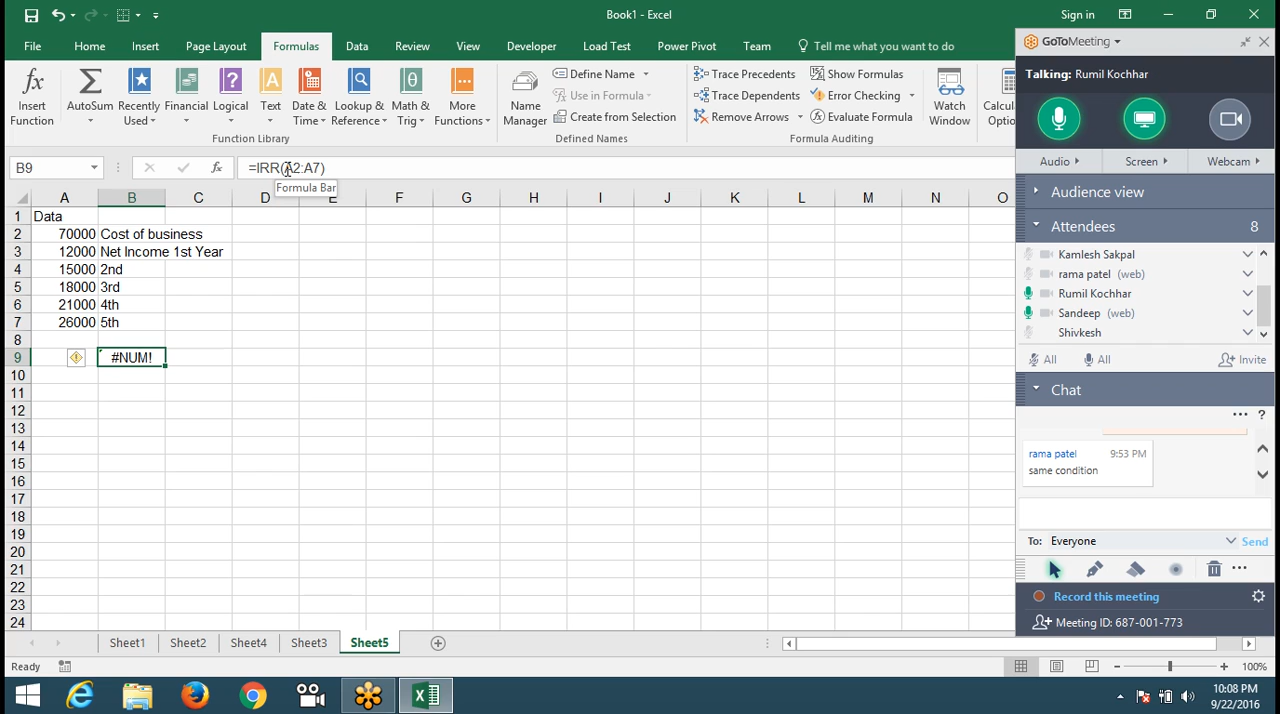 Book1 - Excel
Sign in
File Home Insert Page Layout Formulas Data Review View Developer Load Test Power Pivot Team Tell me what you want to do
Insert Function
AutoSum
Recently Used
Financial
Logical
Text
Date & Time
Lookup & Reference
Math & Trig
More Functions
Function Library
Name Manager
Define Name
Use in Formula
Create from Selection
Defined Names
Trace Precedents
Trace Dependents
Remove Arrows
Show Formulas
Error Checking
Evaluate Formula
Formula Auditing
Watch Window
B9
fx
=IRR(A2:A7)
Formula Bar
A B C D E F G H I J K L M N O
1 Data
2 70000 Cost of business
3 12000 Net Income 1st Year
4 15000 2nd
5 18000 3rd
6 21000 4th
7 26000 5th
8
9 #NUM!
10
11
12
13
14
15
16
17
18
19
20
21
22
23
24
Sheet1 Sheet2 Sheet4 Sheet3 Sheet5
Ready
100%
GoToMeeting
Talking: Rumil Kochhar
Audio Screen Webcam
Audience view
Attendees 8
Kamlesh Sakpal
rama patel (web)
Rumil Kochhar
Sandeep (web)
Shivkesh
All All Invite
Chat
rama patel 9:53 PM
same condition
To: Everyone Send
Record this meeting
Meeting ID: 687-001-773
10:08 PM
9/22/2016